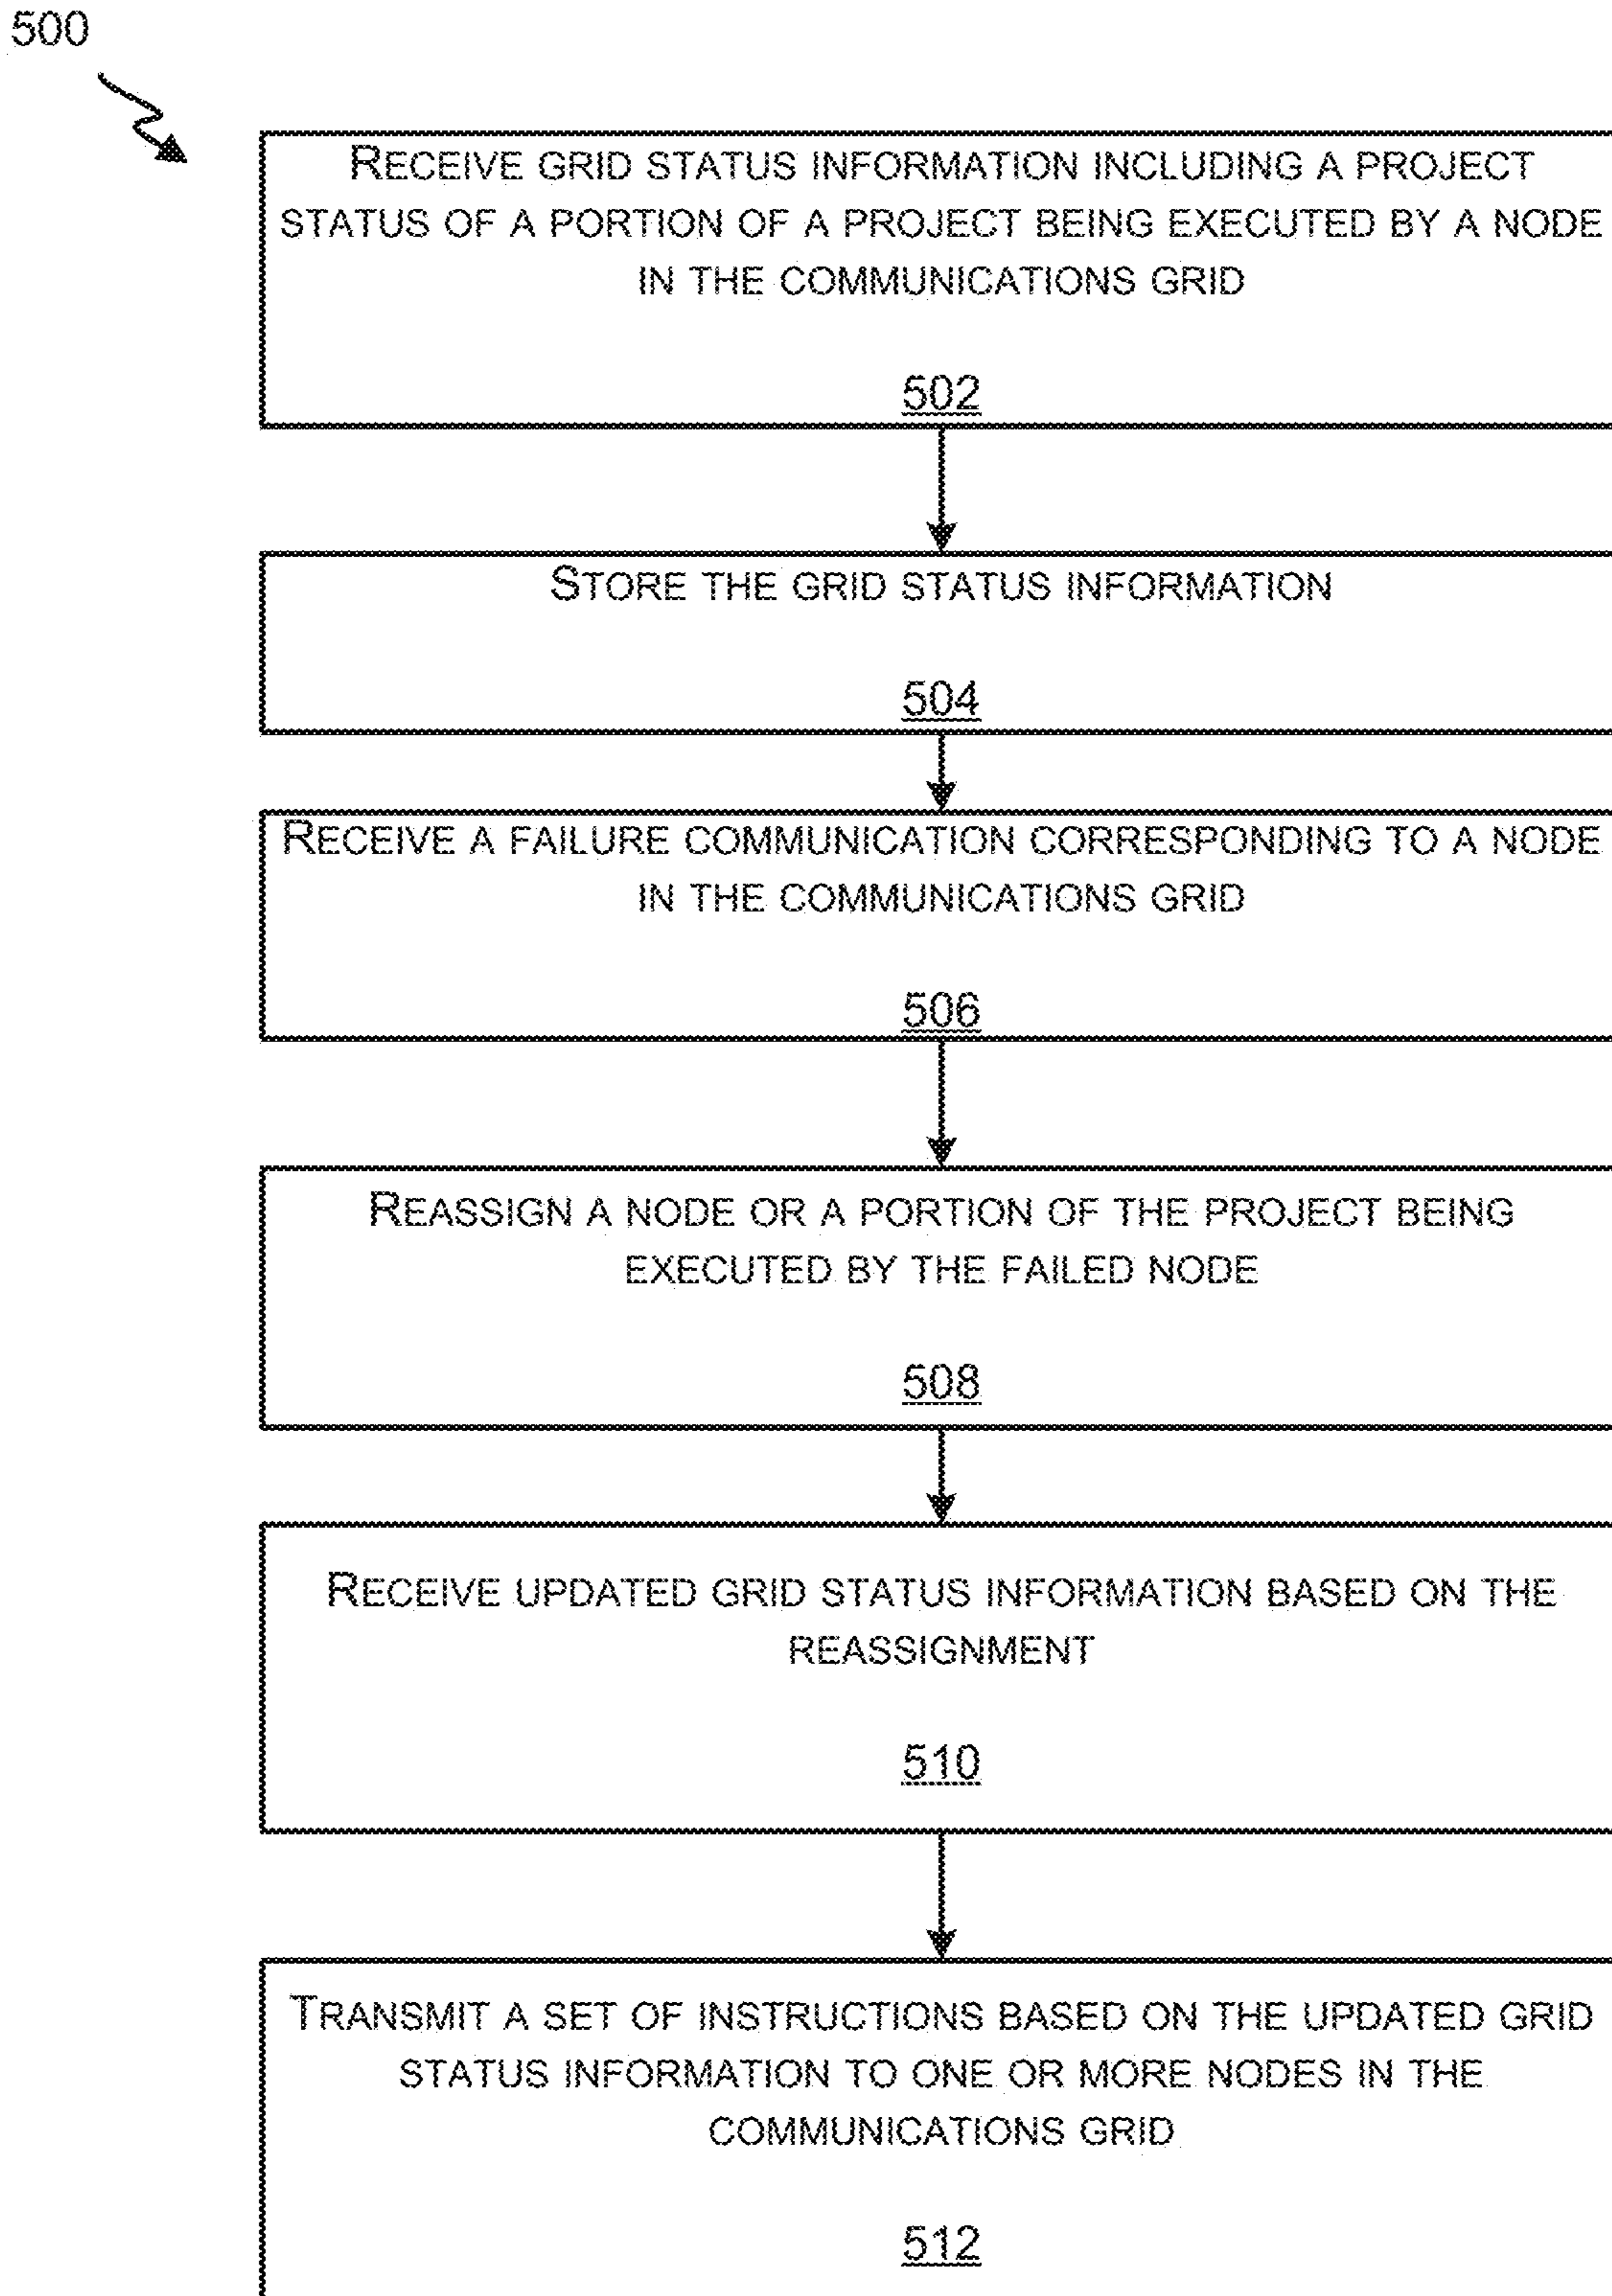 500
RECEIVE GRID STATUS INFORMATION INCLUDING A PROJECT
STATUS OF A PORTION OF A PROJECT BEING EXECUTED BY A NODE
IN THE COMMUNICATIONS GRID
502
STORE THE GRID STATUS INFORMATION
504
RECEIVE A FAILURE COMMUNICATION CORRESPONDING TO A NODE
IN THE COMMUNICATIONS GRID
506
REASSIGN A NODE OR A PORTION OF THE PROJECT BEING
EXECUTED BY THE FAILED NODE
508
RECEIVE UPDATED GRID STATUS INFORMATION BASED ON THE
REASSIGNMENT
510
TRANSMIT A SET OF INSTRUCTIONS BASED ON THE UPDATED GRID
STATUS INFORMATION TO ONE OR MORE NODES IN THE
COMMUNICATIONS GRID
512